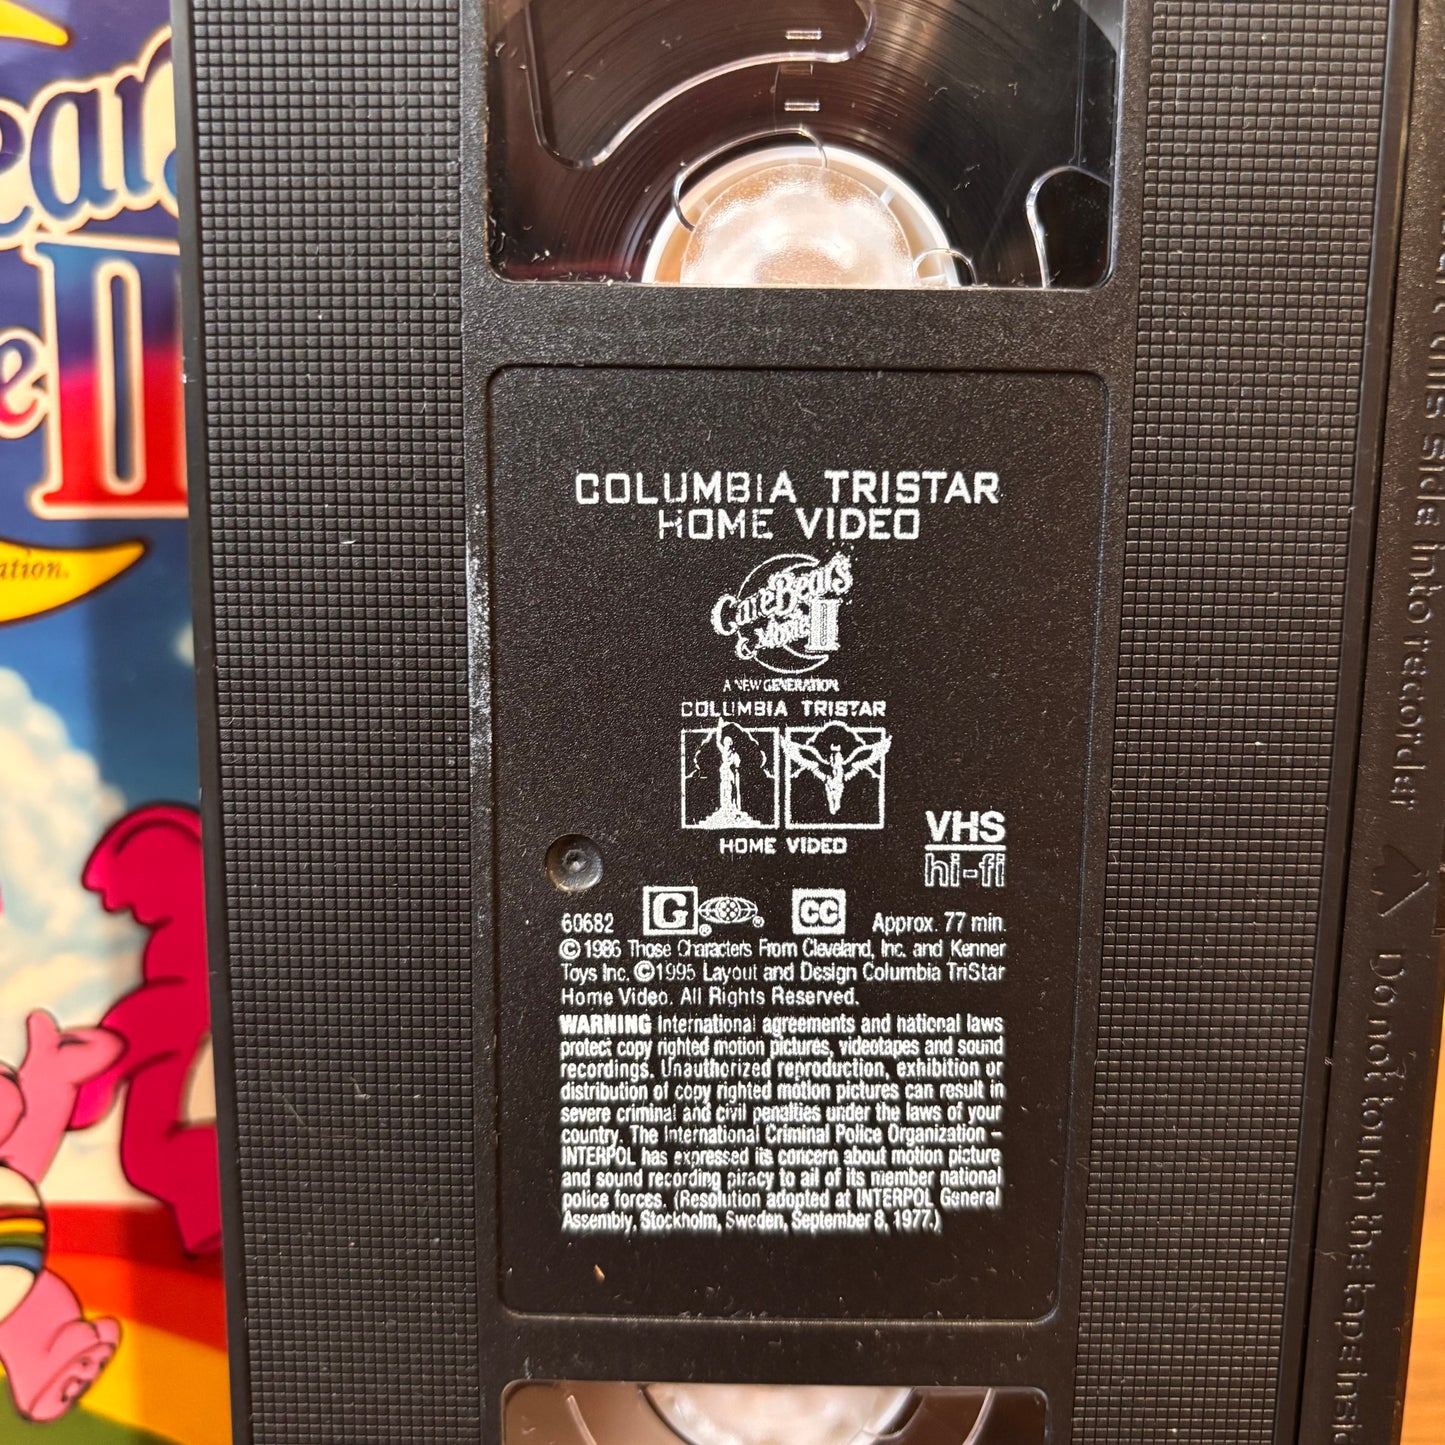 ears
e II
ation.
COLUMBIA TRISTAR
HOME VIDEO
Care Bears
& Movie II
A NEW GENERATION
COLUMBIA TRISTAR
HOME VIDEO
VHS
hi-fi
60682 G ® ® CC Approx. 77 min.
© 1986 Those Characters From Cleveland, Inc. and Kenner
Toys Inc. ©1995 Layout and Design Columbia TriStar
Home Video. All Rights Reserved.
WARNING International agreements and national laws
protect copy righted motion pictures, videotapes and sound
recordings. Unauthorized reproduction, exhibition or
distribution of copy righted motion pictures can result in
severe criminal and civil penalties under the laws of your
country. The International Criminal Police Organization –
INTERPOL has expressed its concern about motion picture
and sound recording piracy to all of its member national
police forces. (Resolution adopted at INTERPOL General
Assembly, Stockholm, Sweden, September 8, 1977.)
this side into recorder
Do not touch the tape insid